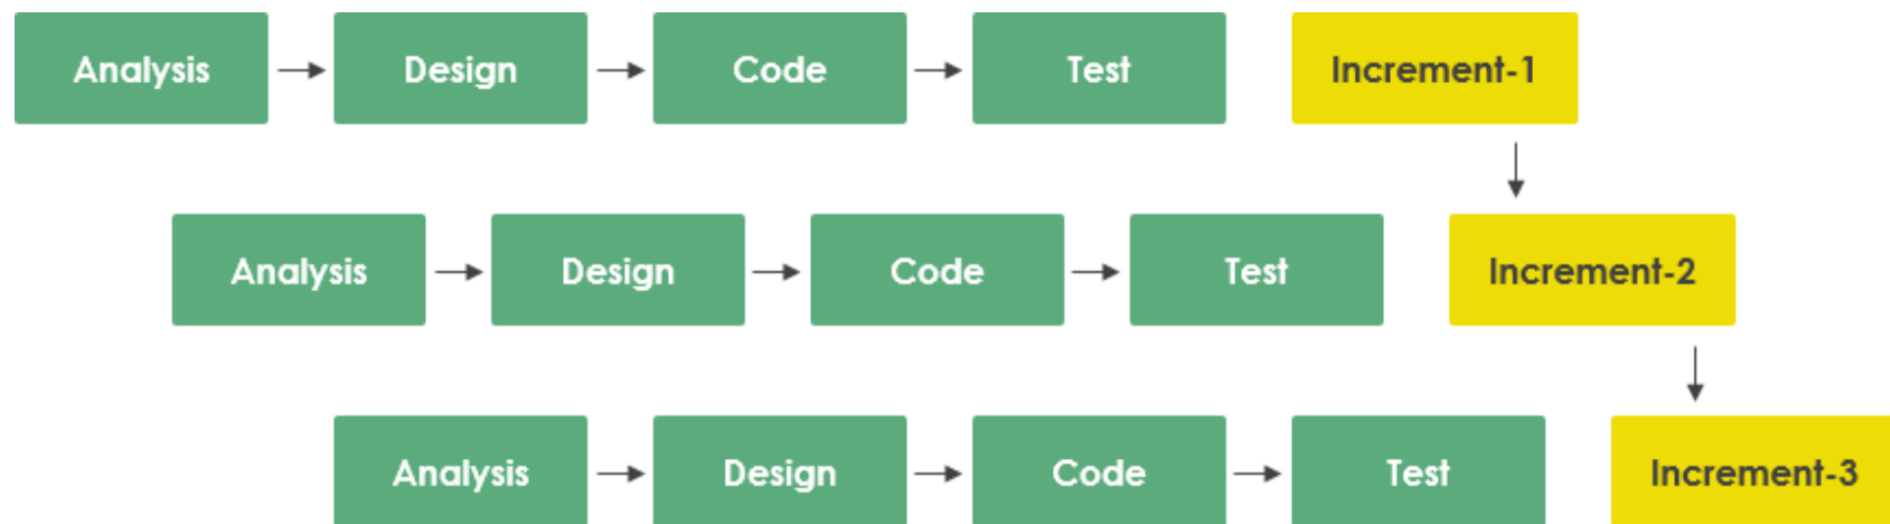 Analysis Design Code Test Increment-1
Analysis Design Code Test Increment-2
Analysis Design Code Test Increment-3